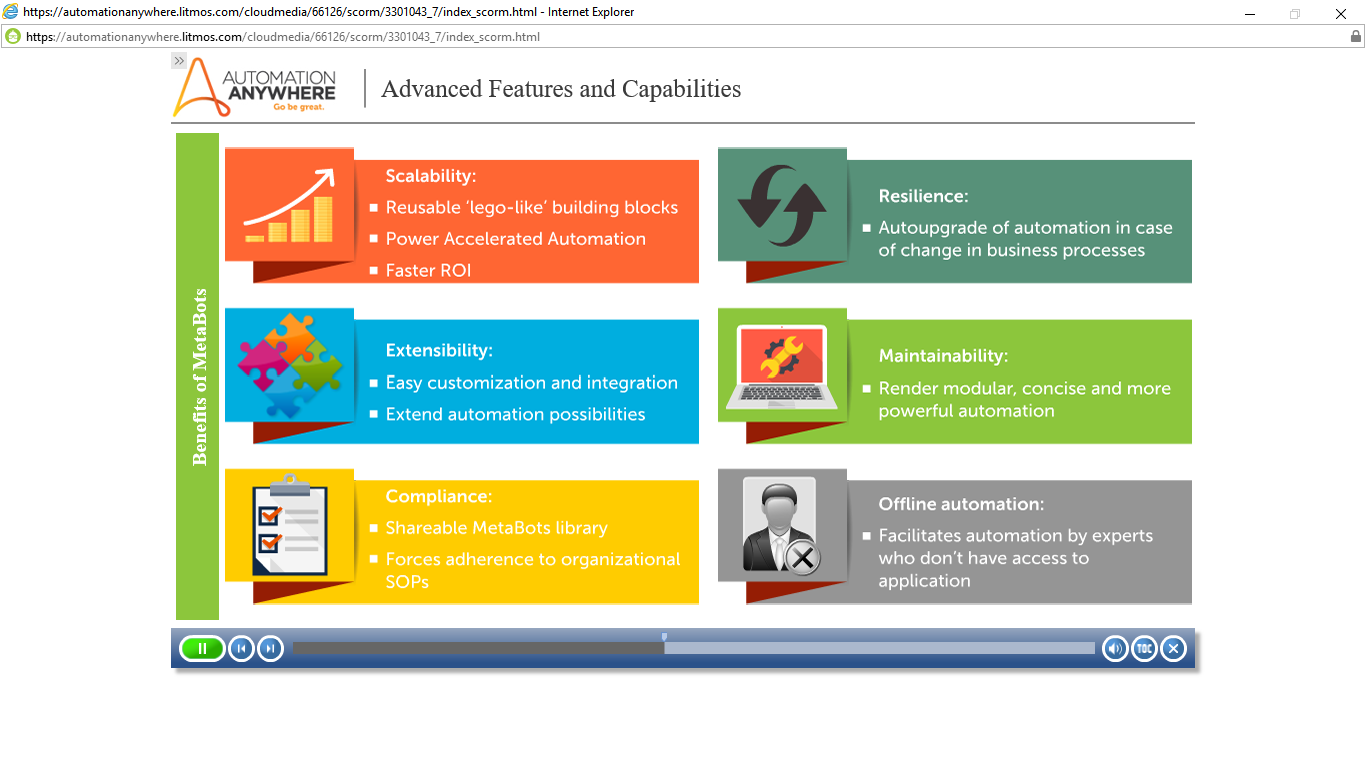 https://automationanywhere.litmos.com/cloudmedia/66126/scorm/3301043_7/index_scorm.html - Internet Explorer
https://automationanywhere.litmos.com/cloudmedia/66126/scorm/3301043_7/index_scorm.html
AUTOMATION
ANYWHERE
Go be great.
Advanced Features and Capabilities
Benefits of MetaBots
Scalability:
▪ Reusable ‘lego-like’ building blocks
▪ Power Accelerated Automation
▪ Faster ROI
Resilience:
▪ Autoupgrade of automation in case
of change in business processes
Extensibility:
▪ Easy customization and integration
▪ Extend automation possibilities
Maintainability:
▪ Render modular, concise and more
powerful automation
Compliance:
▪ Shareable MetaBots library
▪ Forces adherence to organizational
SOPs
Offline automation:
▪ Facilitates automation by experts
who don’t have access to
application
TOC